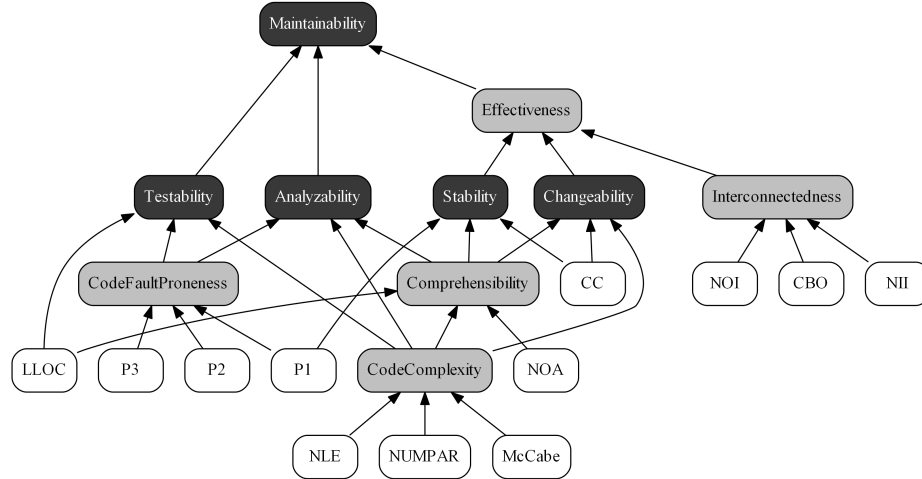 Maintainability
Effectiveness
Testability
Analyzability
Stability
Changeability
Interconnectedness
CodeFaultProneness
Comprehensibility
CC
NOI
CBO
NII
LLOC
P3
P2
P1
CodeComplexity
NOA
NLE
NUMPAR
McCabe